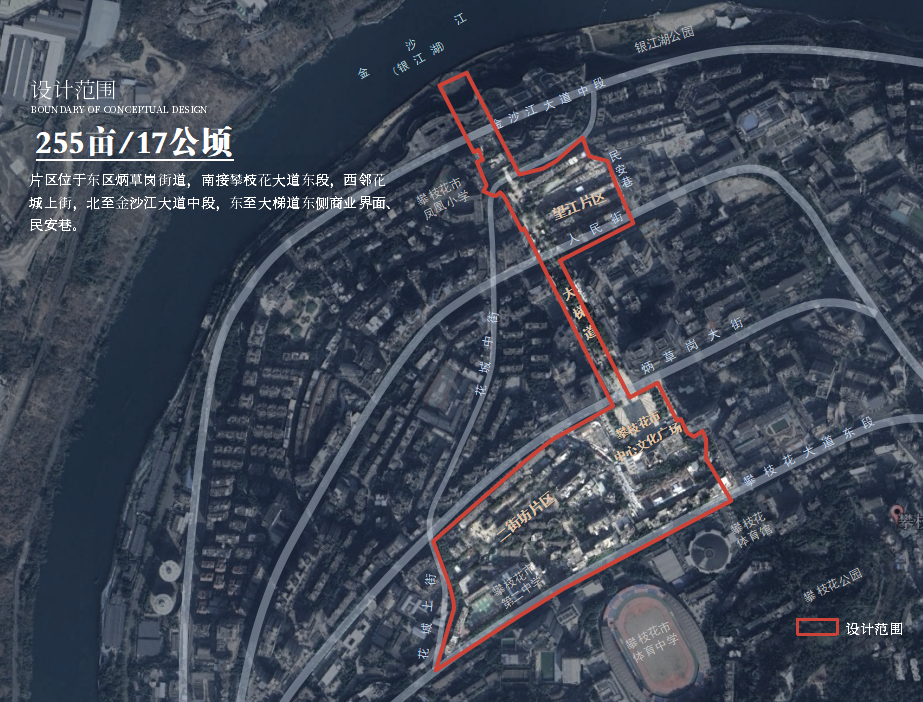 金沙江
(银江湖)
银江湖公园
设计范围
BOUNDARY OF CONCEPTUAL DESIGN
255亩/17公顷
片区位于东区炳草岗街道，南接攀枝花大道东段，西邻花
城上街，北至金沙江大道中段，东至大梯道东侧商业界面、
民安巷。
金沙江大道中段
民安巷
攀枝花市
凤凰小学
望江片区
人民街
大梯道
花城中街
炳草岗大街
攀枝花市
中心文化广场
攀枝花大道东段
二街坊片区
攀枝花
体育馆
攀枝花市
第二中学
花城上街
攀枝花公园
攀枝花市
体育中学
设计范围